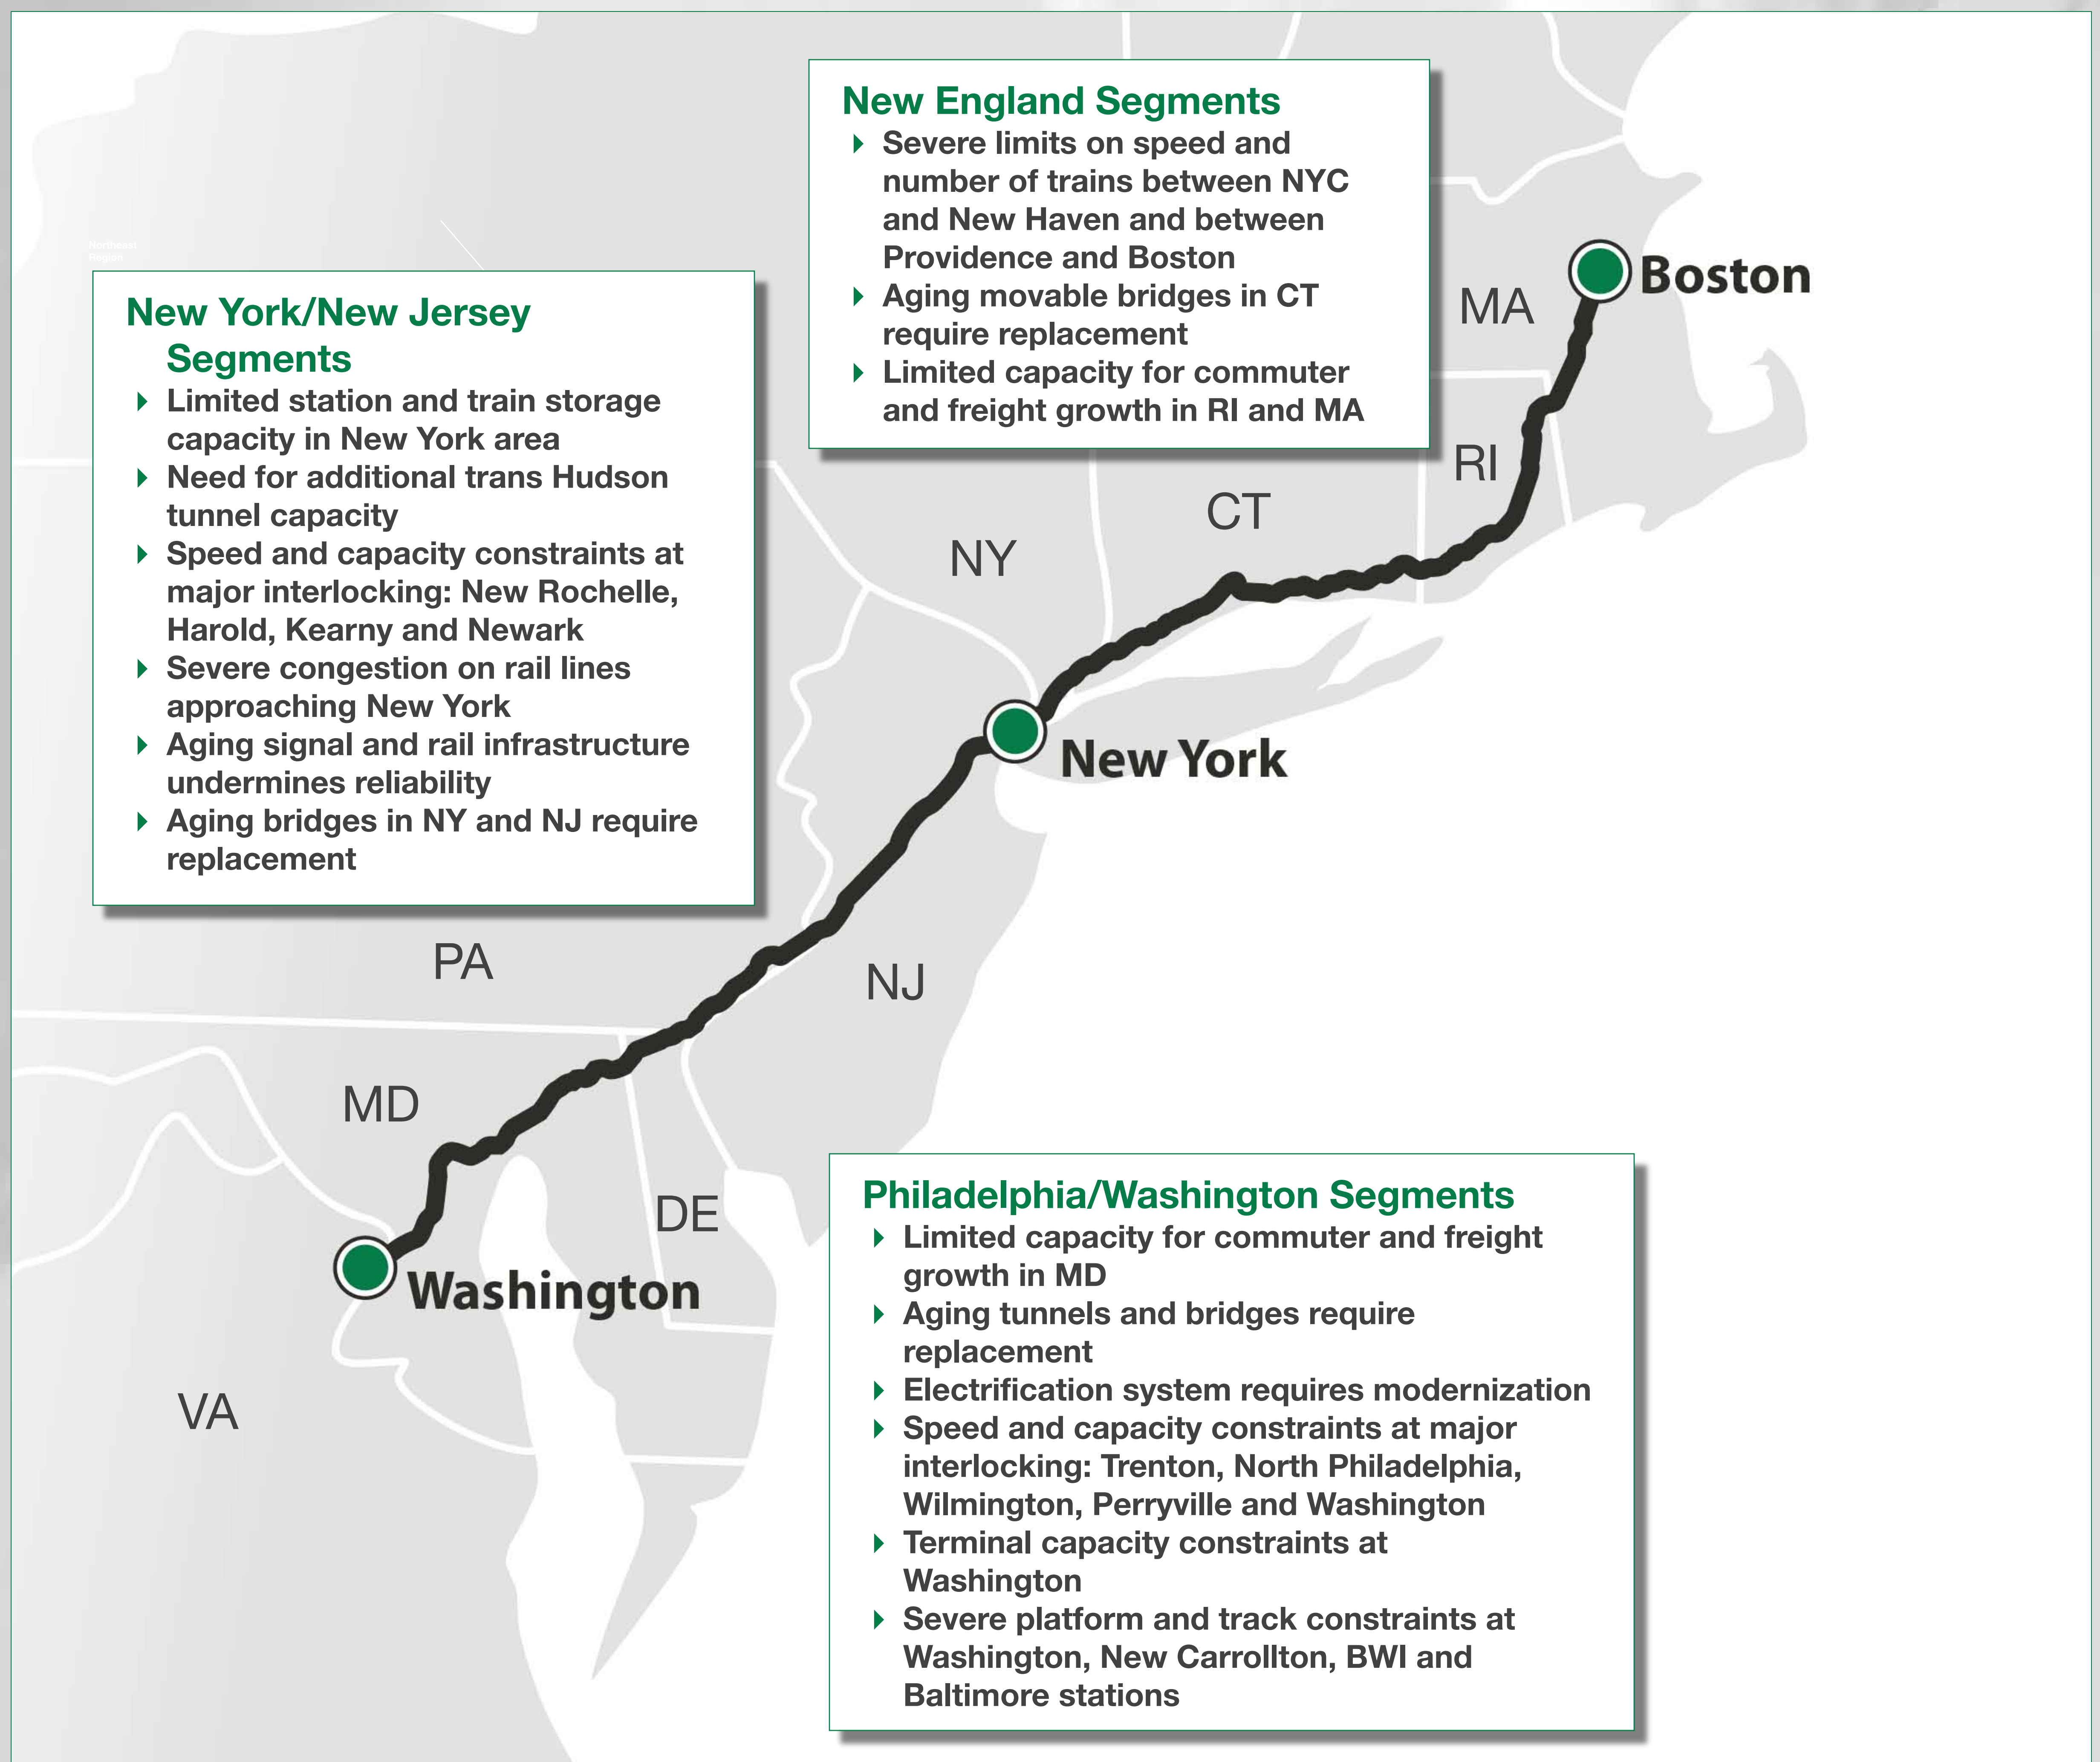 New England Segments
Severe limits on speed and
number of trains between NYC
and New Haven and between
Providence and Boston
Aging movable bridges in CT
require replacement
Limited capacity for commuter
and freight growth in RI and MA
Northeast
Region
New York/New Jersey
Segments
Limited station and train storage
capacity in New York area
Need for additional trans Hudson
tunnel capacity
Speed and capacity constraints at
major interlocking: New Rochelle,
Harold, Kearny and Newark
Severe congestion on rail lines
approaching New York
Aging signal and rail infrastructure
undermines reliability
Aging bridges in NY and NJ require
replacement
Boston
MA
RI
CT
NY
New York
PA
NJ
MD
DE
Washington
VA
Philadelphia/Washington Segments
Limited capacity for commuter and freight
growth in MD
Aging tunnels and bridges require
replacement
Electrification system requires modernization
Speed and capacity constraints at major
interlocking: Trenton, North Philadelphia,
Wilmington, Perryville and Washington
Terminal capacity constraints at
Washington
Severe platform and track constraints at
Washington, New Carrollton, BWI and
Baltimore stations